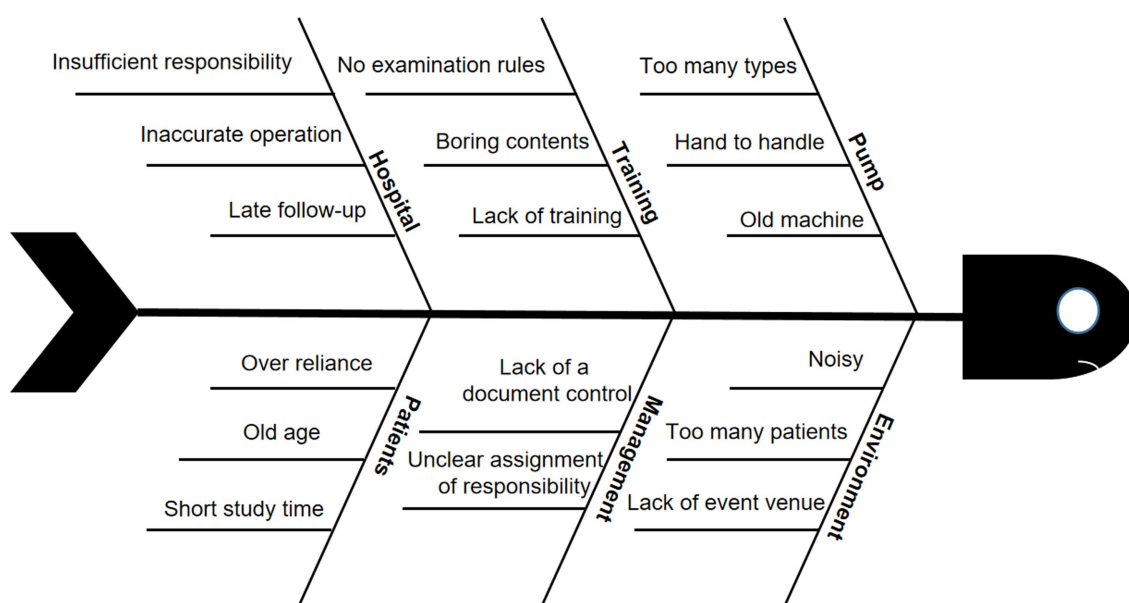 Insufficient responsibility
Inaccurate operation
Late follow-up
Hospital
No examination rules
Boring contents
Lack of training
Training
Too many types
Hand to handle
Old machine
Pump
Over reliance
Old age
Short study time
Patients
Lack of a
document control
Unclear assignment
of responsibility
Management
Noisy
Too many patients
Lack of event venue
Environment